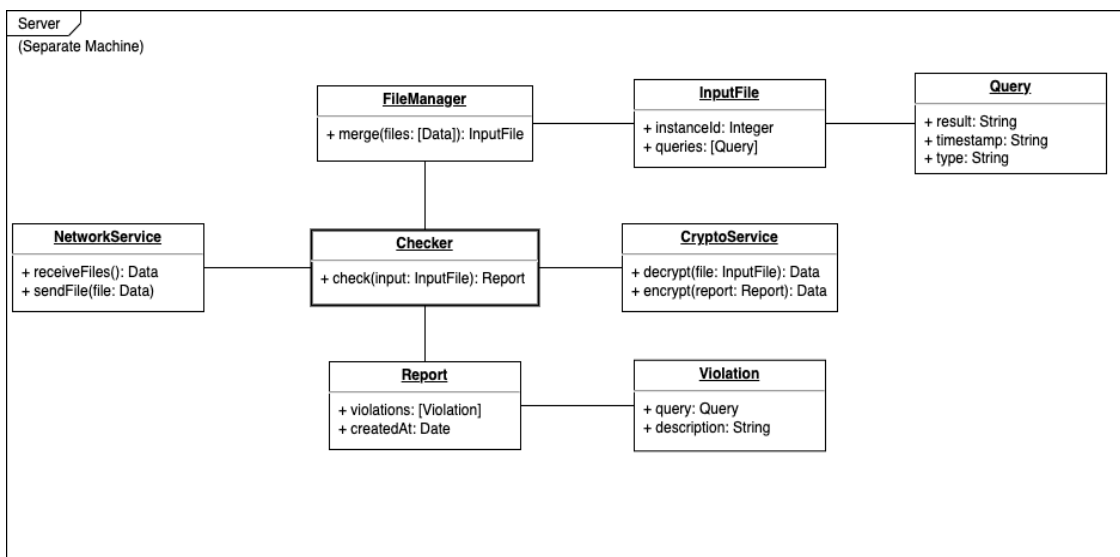 Server
(Separate Machine)
FileManager
+ merge(files: [Data]): InputFile
InputFile
+ instanceId: Integer
+ queries: [Query]
Query
+ result: String
+ timestamp: String
+ type: String
NetworkService
+ receiveFiles(): Data
+ sendFile(file: Data)
Checker
+ check(input: InputFile): Report
CryptoService
+ decrypt(file: InputFile): Data
+ encrypt(report: Report): Data
Report
+ violations: [Violation]
+ createdAt: Date
Violation
+ query: Query
+ description: String